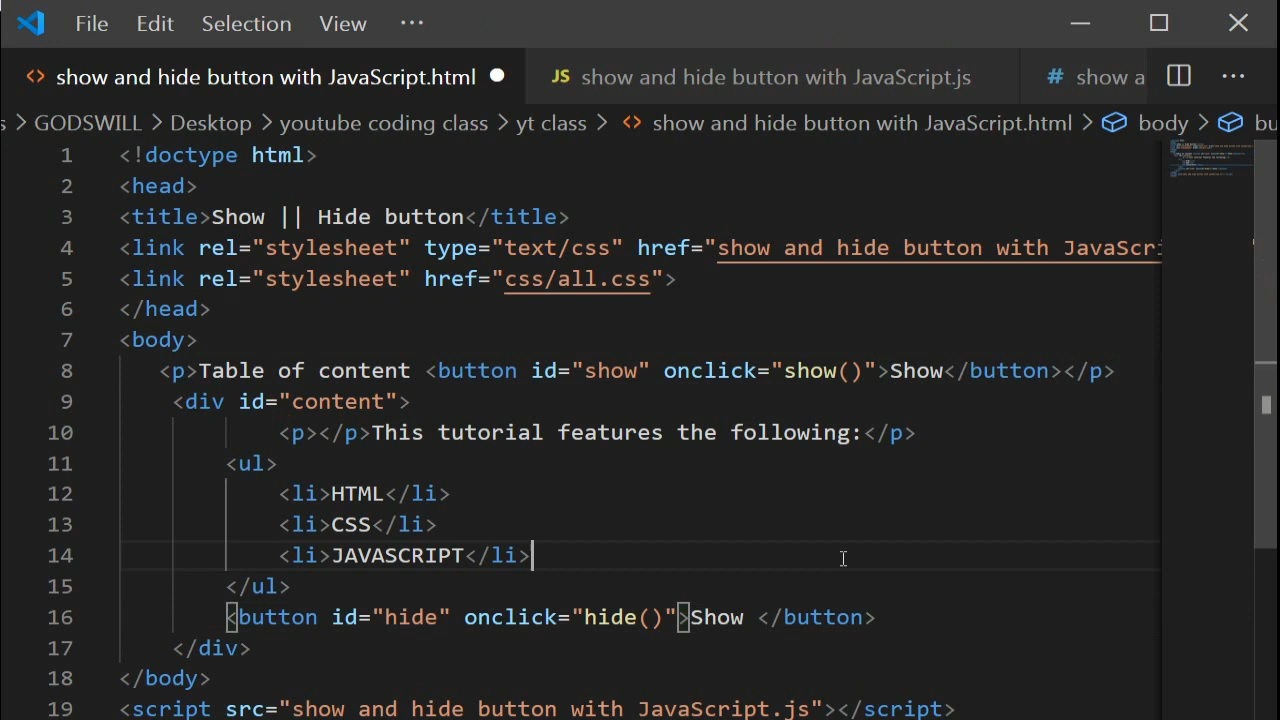 File Edit Selection View ···
show and hide button with JavaScript.html JS show and hide button with JavaScript.js # show a ···
s > GODSWILL > Desktop > youtube coding class > yt class > show and hide button with JavaScript.html > body > bu
1 <!doctype html>
2 <head>
3 <title>Show || Hide button</title>
4 <link rel="stylesheet" type="text/css" href="show and hide button with JavaScri
5 <link rel="stylesheet" href="css/all.css">
6 </head>
7 <body>
8 <p>Table of content <button id="show" onclick="show()">Show</button></p>
9 <div id="content">
10 <p></p>This tutorial features the following:</p>
11 <ul>
12 <li>HTML</li>
13 <li>CSS</li>
14 <li>JAVASCRIPT</li>
15 </ul>
16 <button id="hide" onclick="hide()">Show </button>
17 </div>
18 </body>
19 <script src="show and hide button with JavaScript.js"></script>